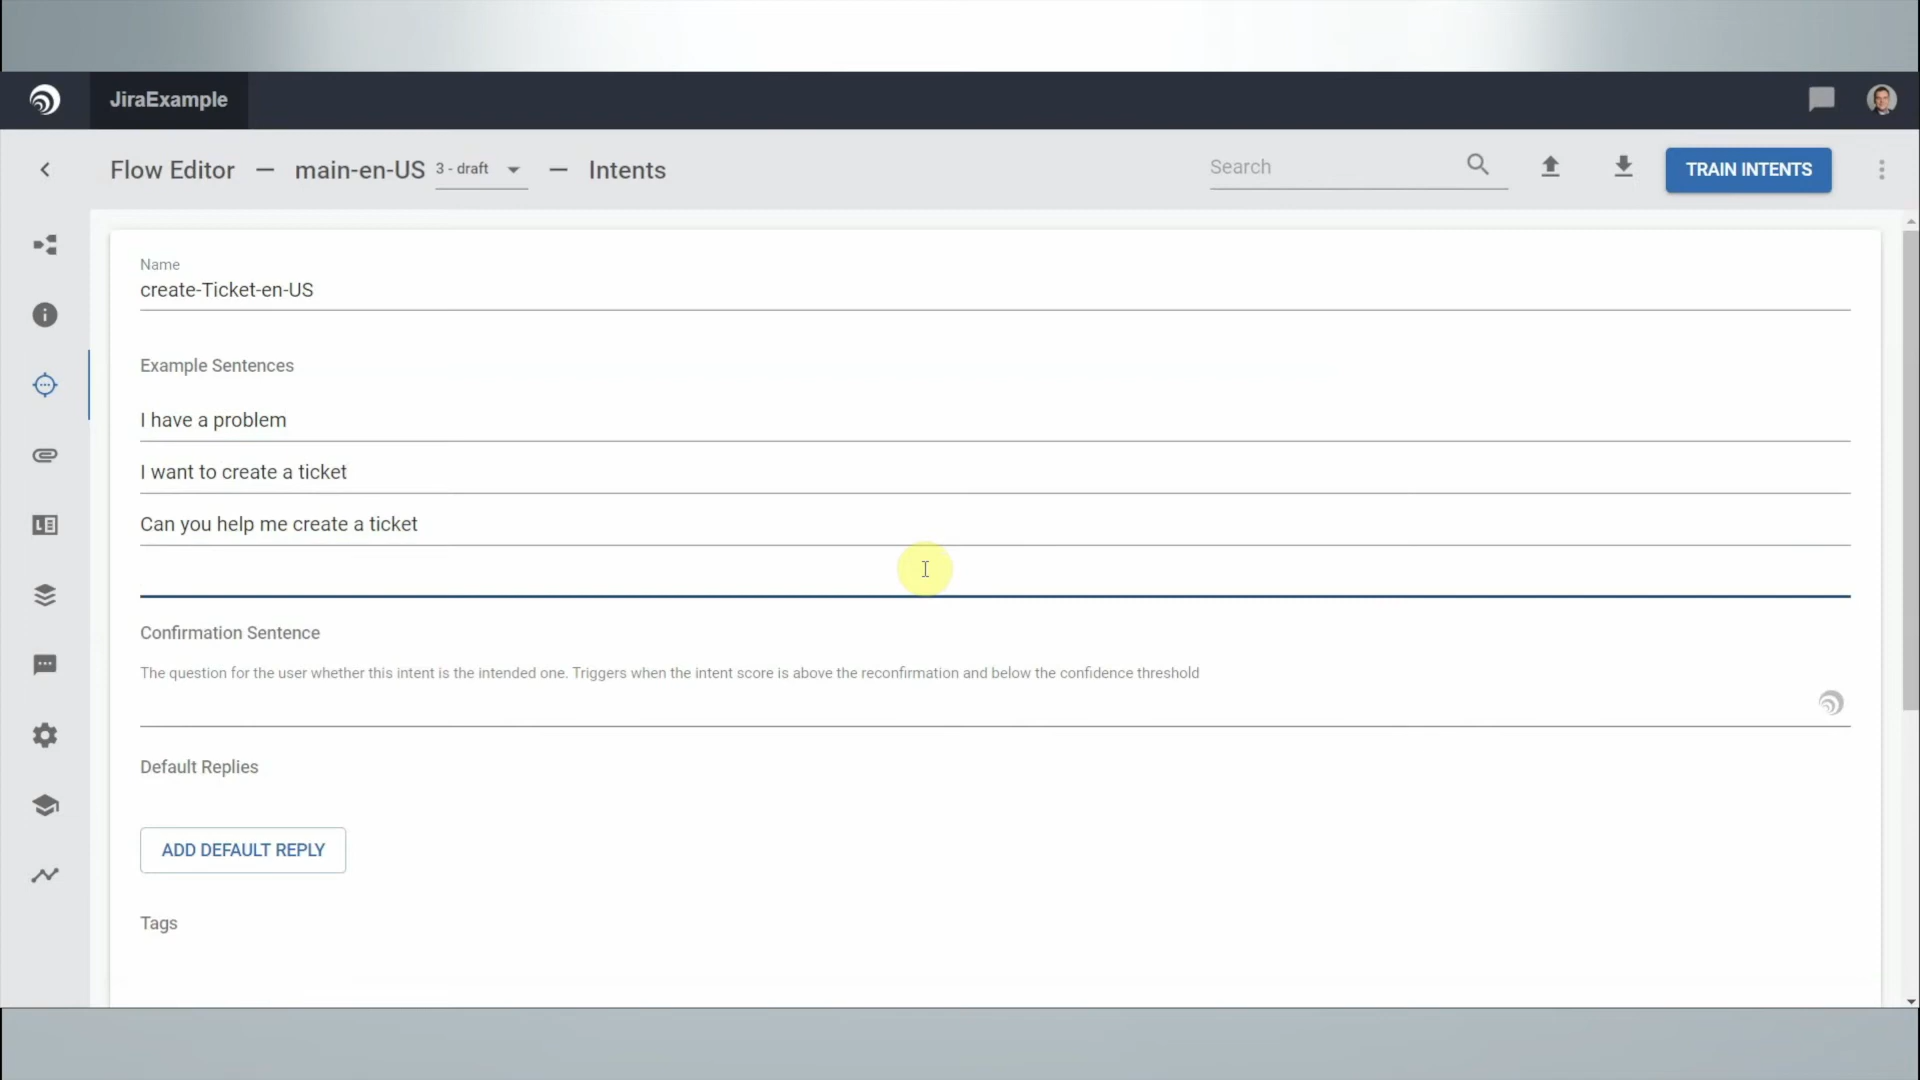 JiraExample
Flow Editor — main-en-US 3 - draft — Intents
Search
TRAIN INTENTS
Name
create-Ticket-en-US
Example Sentences
I have a problem
I want to create a ticket
Can you help me create a ticket
Confirmation Sentence
The question for the user whether this intent is the intended one. Triggers when the intent score is above the reconfirmation and below the confidence threshold
Default Replies
ADD DEFAULT REPLY
Tags